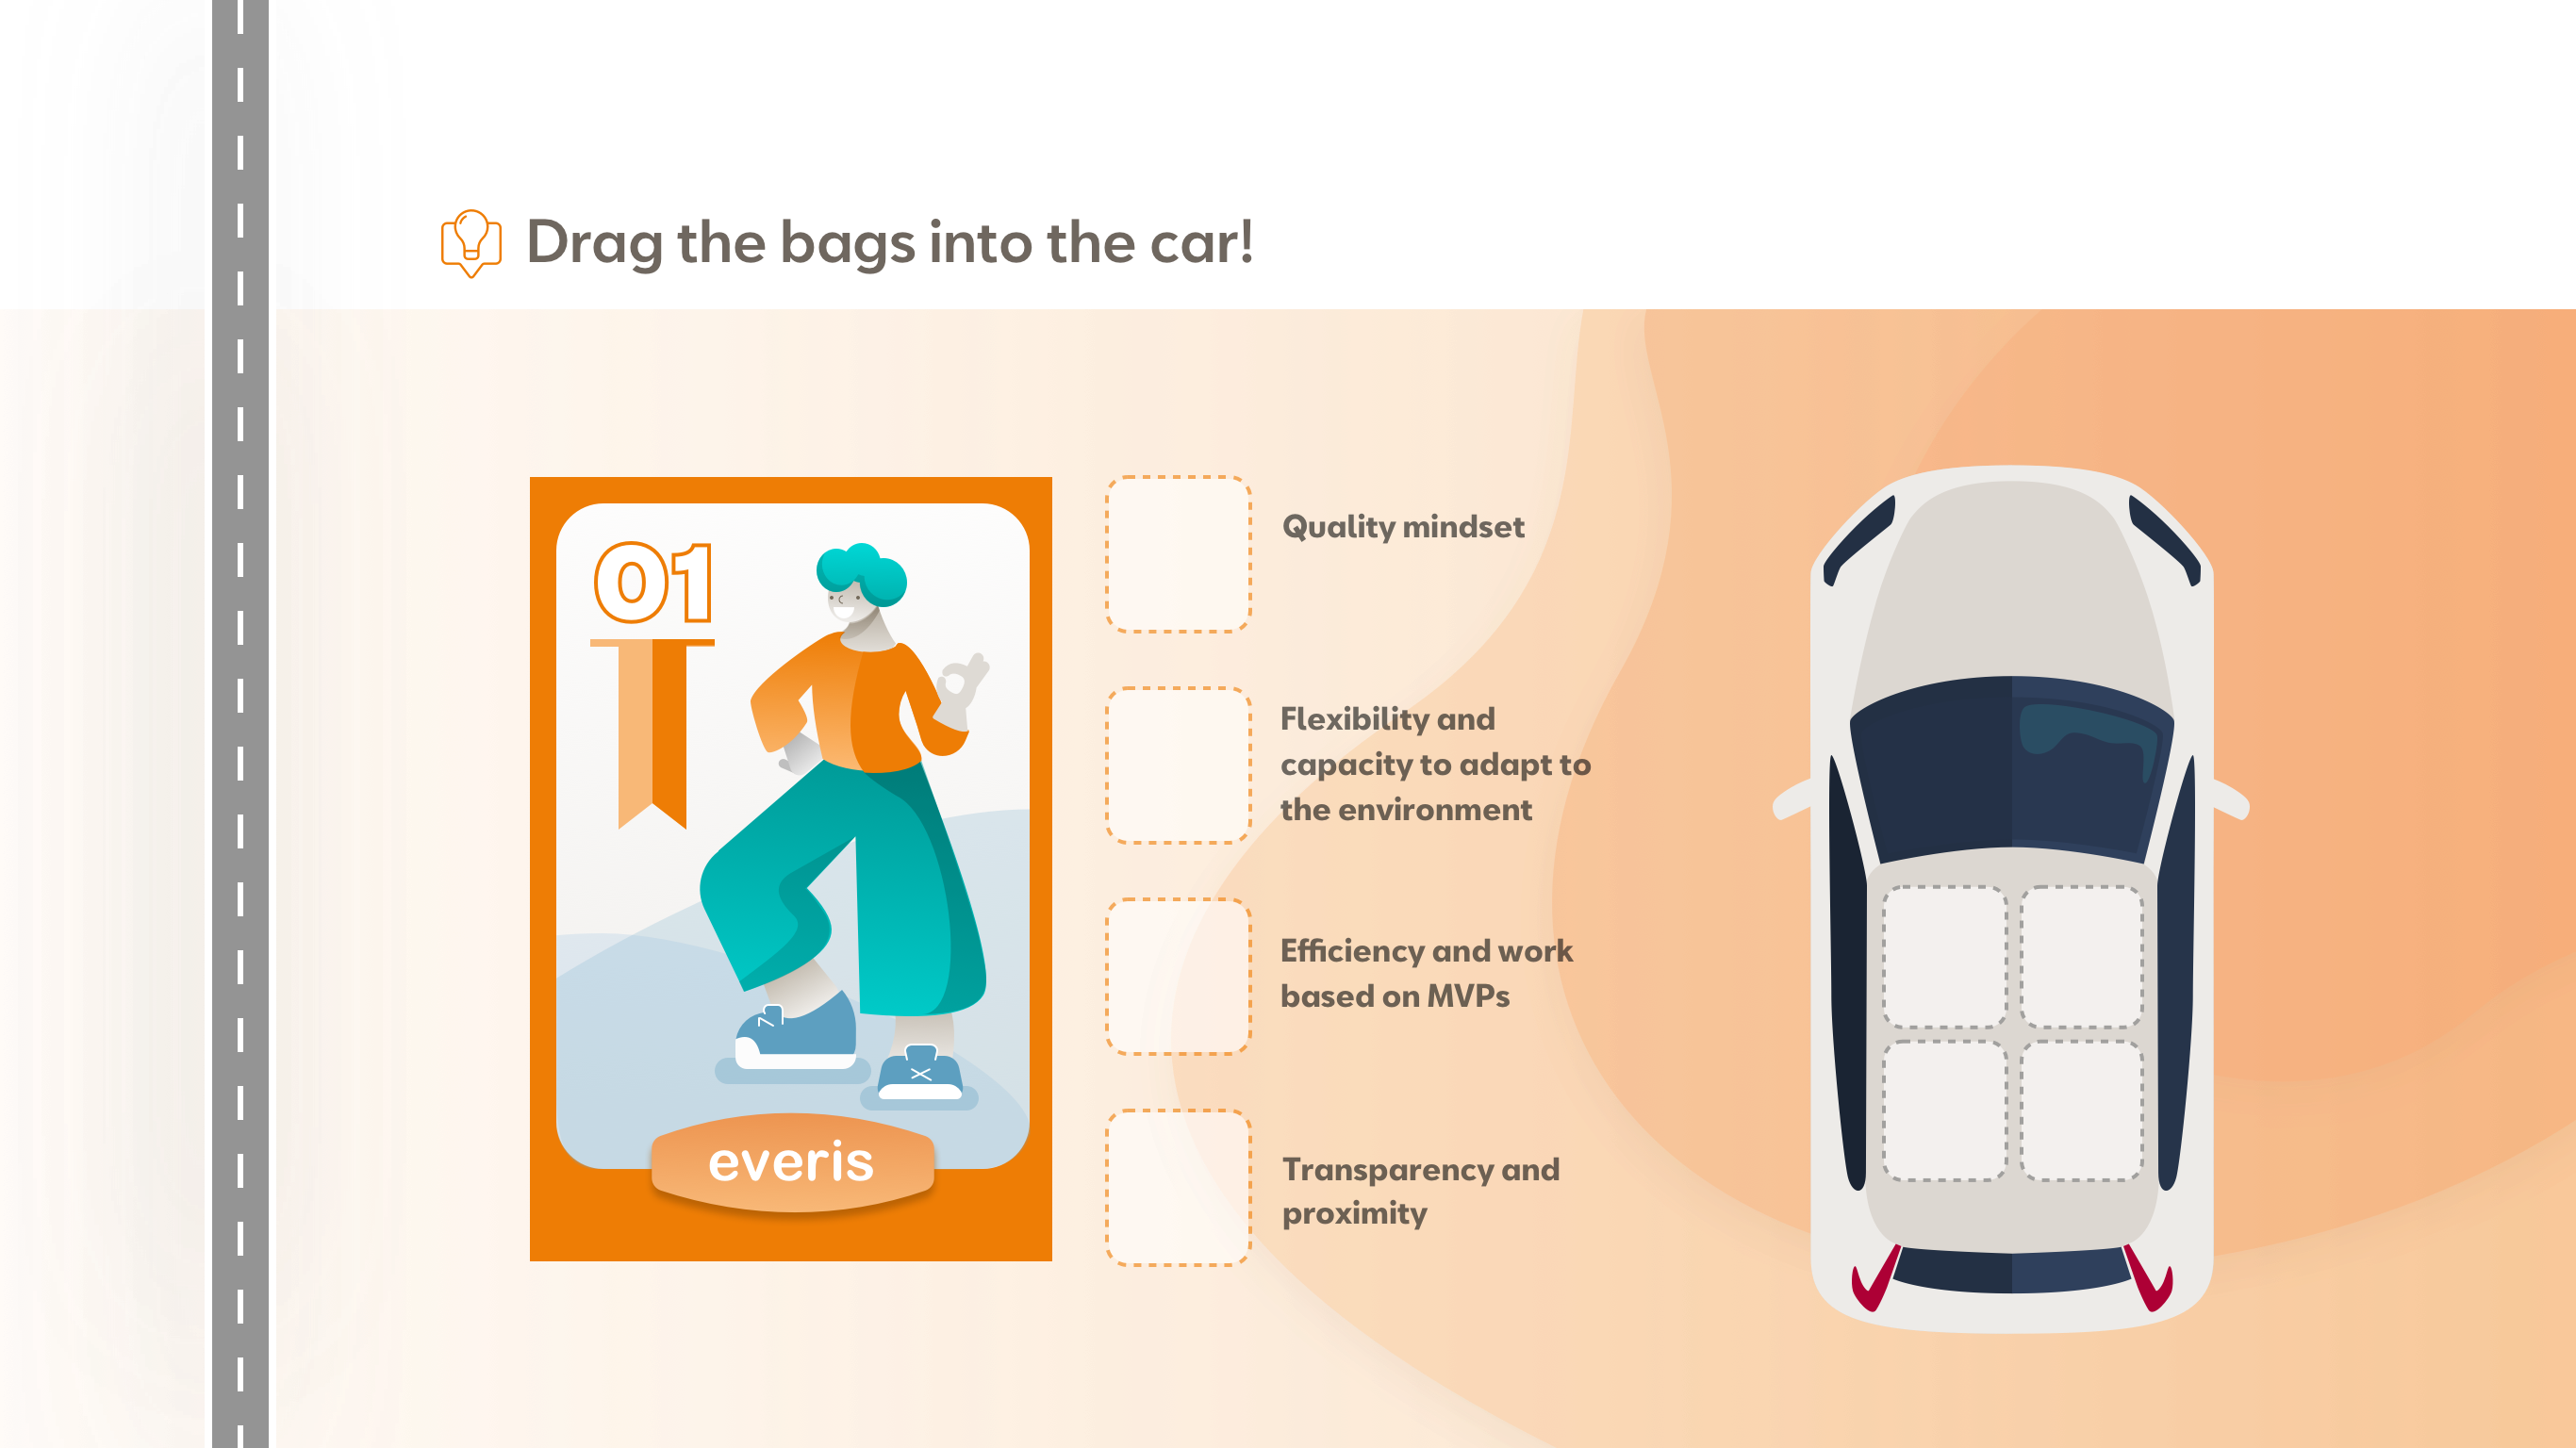 Drag the bags into the car!
01
everis
Quality mindset
Flexibility and
capacity to adapt to
the environment
Efficiency and work
based on MVPs
Transparency and
proximity